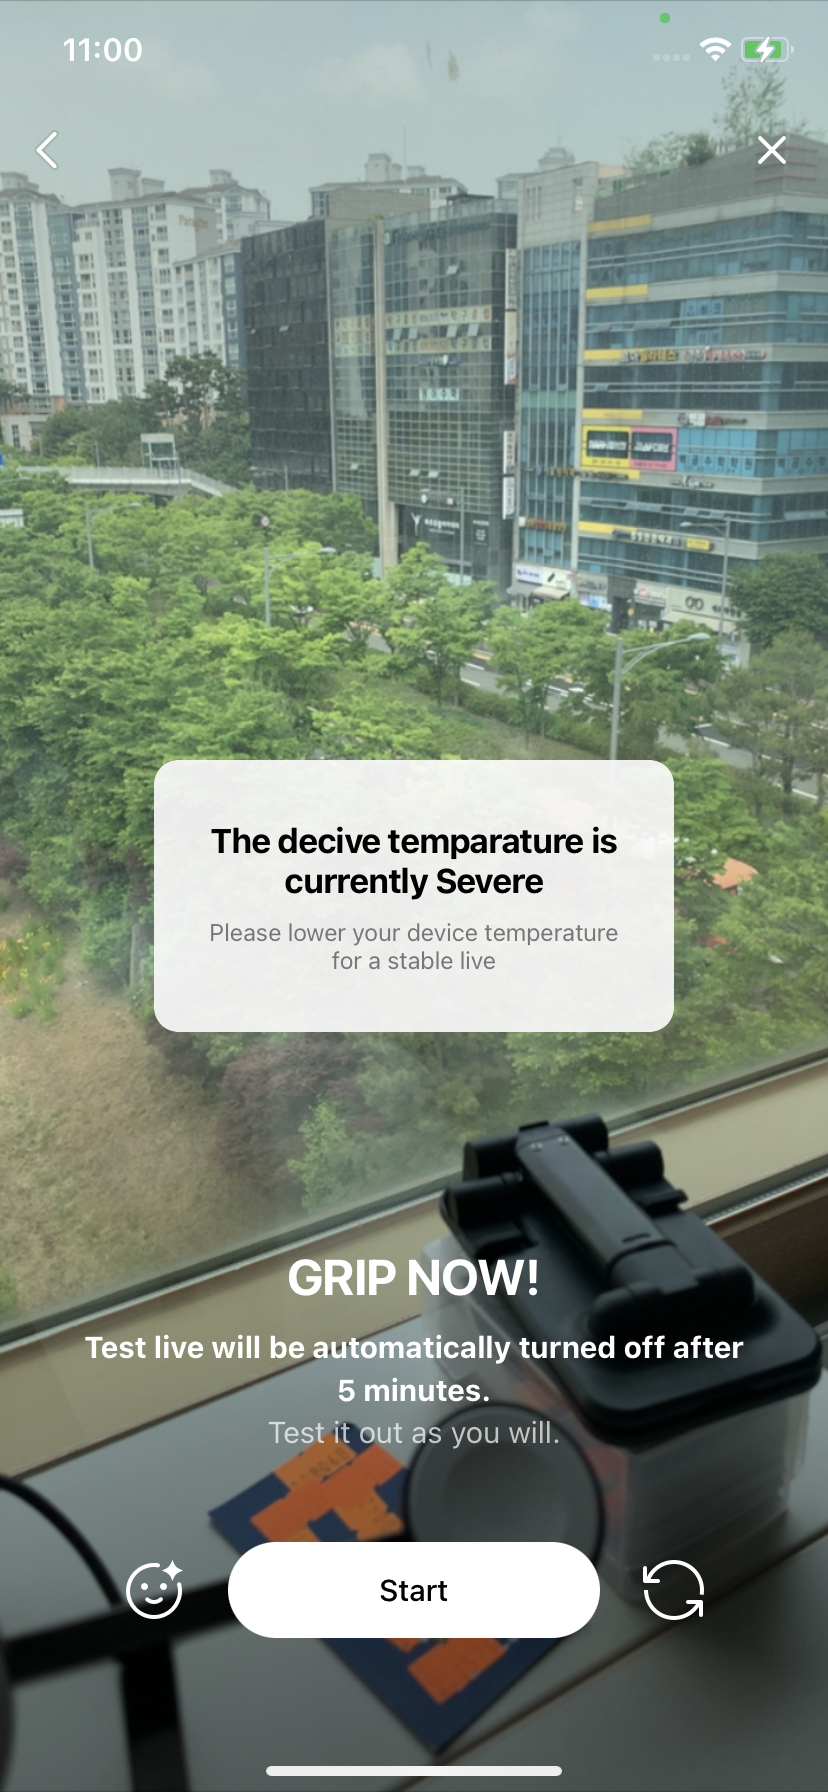 11:00
The decive temparature is
currently Severe
Please lower your device temperature
for a stable live
GRIP NOW!
Test live will be automatically turned off after
5 minutes.
Test it out as you will.
Start